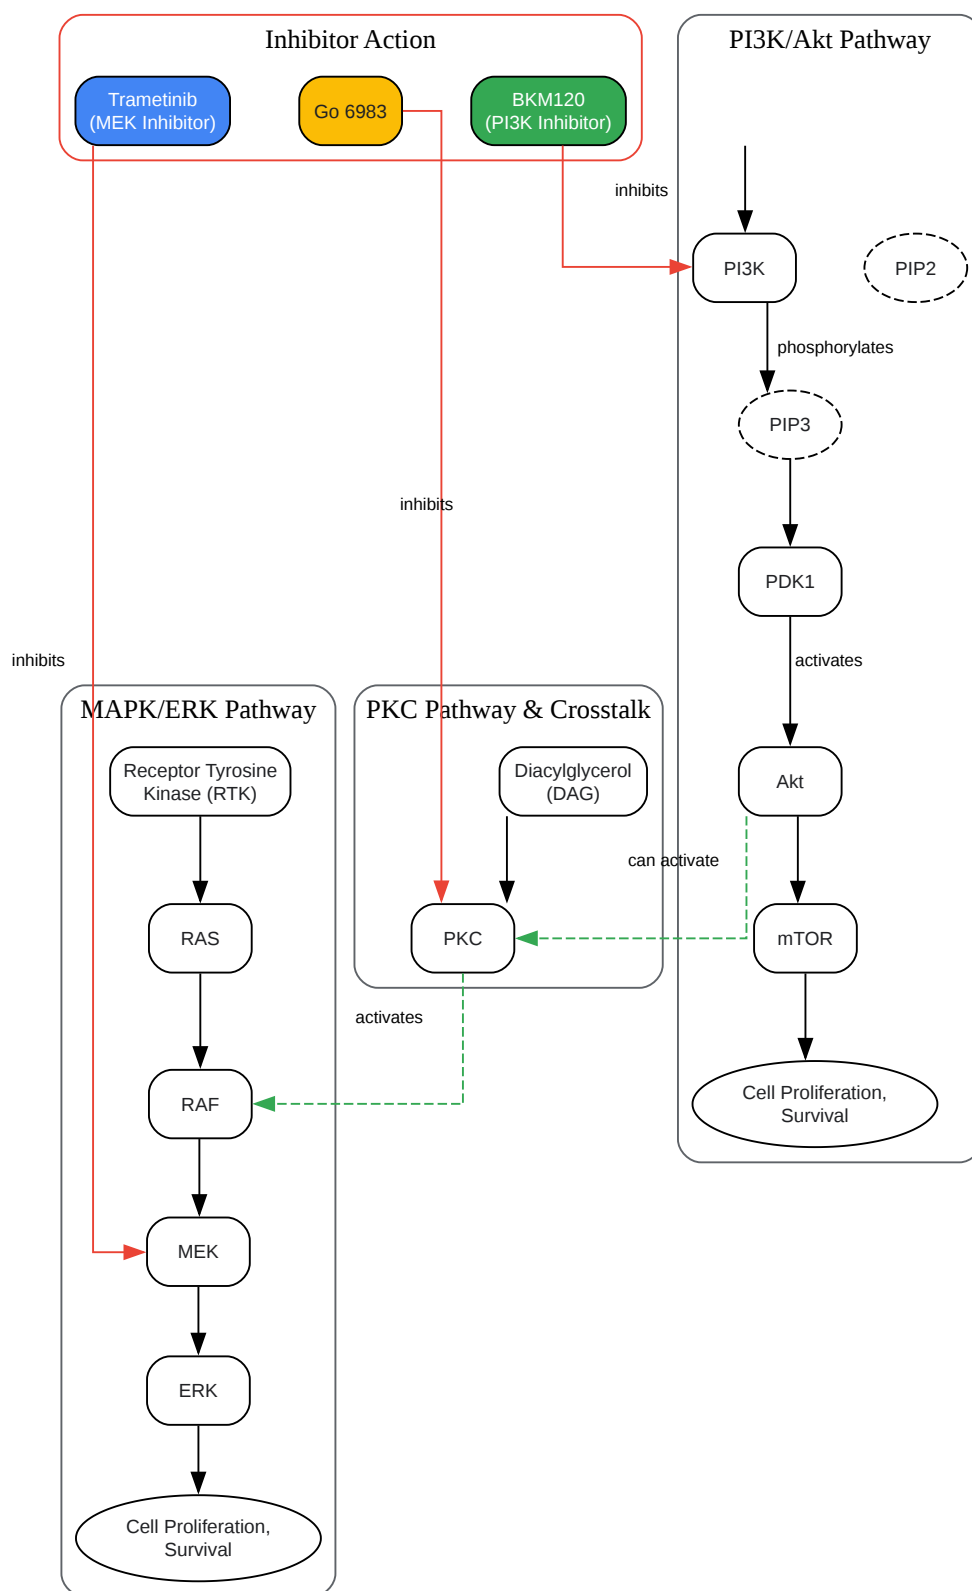 Inhibitor Action
PI3K/Akt Pathway
Trametinib
(MEK Inhibitor)
Go 6983
BKM120
(PI3K Inhibitor)
inhibits
PI3K
PIP2
phosphorylates
PIP3
inhibits
PDK1
inhibits
activates
MAPK/ERK Pathway
PKC Pathway & Crosstalk
Receptor Tyrosine
Kinase (RTK)
Diacylglycerol
(DAG)
Akt
can activate
RAS
PKC
mTOR
activates
RAF
Cell Proliferation,
Survival
MEK
ERK
Cell Proliferation,
Survival